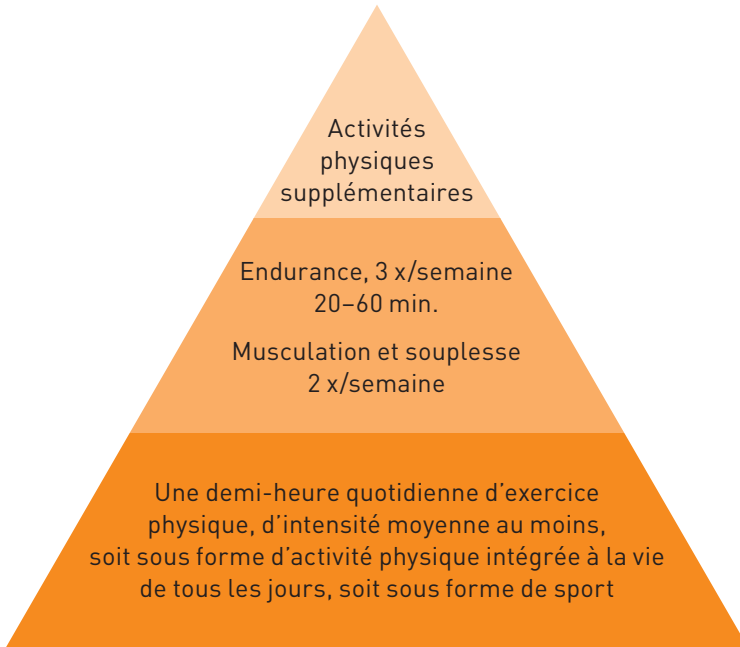 Activités
physiques
supplémentaires
Endurance, 3 x/semaine
20–60 min.
Musculation et souplesse
2 x/semaine
Une demi-heure quotidienne d’exercice
physique, d’intensité moyenne au moins,
soit sous forme d’activité physique intégrée à la vie
de tous les jours, soit sous forme de sport